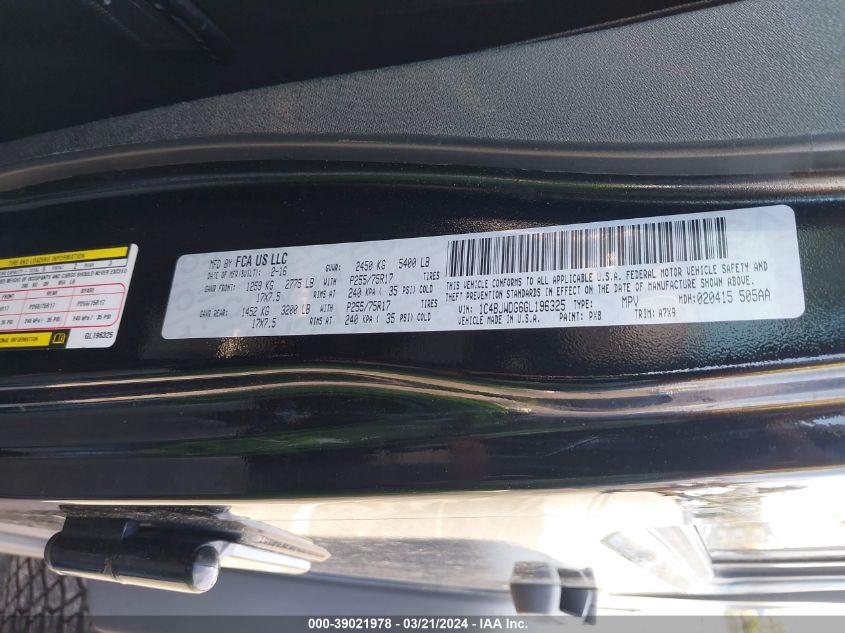 TIRE AND LOADING INFORMATION
GL196325
MFD BY FCA US LLC
DATE OF MFR(BUILT): 2-16 GVWR: 2450 KG 5400 LB
GAWR FRONT: 1259 KG 2775 LB WITH P255/75R17 TIRES
17X7.5 RIMS AT 240 KPA ( 35 PSI) COLD
GAWR REAR: 1452 KG 3200 LB WITH P255/75R17 TIRES
17X7.5 RIMS AT 240 KPA ( 35 PSI) COLD
THIS VEHICLE CONFORMS TO ALL APPLICABLE U.S.A. FEDERAL MOTOR VEHICLE SAFETY AND
THEFT PREVENTION STANDARDS IN EFFECT ON THE DATE OF MANUFACTURE SHOWN ABOVE.
VIN: 1C4BJWDG6GL196325 TYPE: MPV MDH:020415 505AA
VEHICLE MADE IN U.S.A. PAINT: PX8 TRIM: A7X9
000-39021978 - 03/21/2024 - IAA Inc.